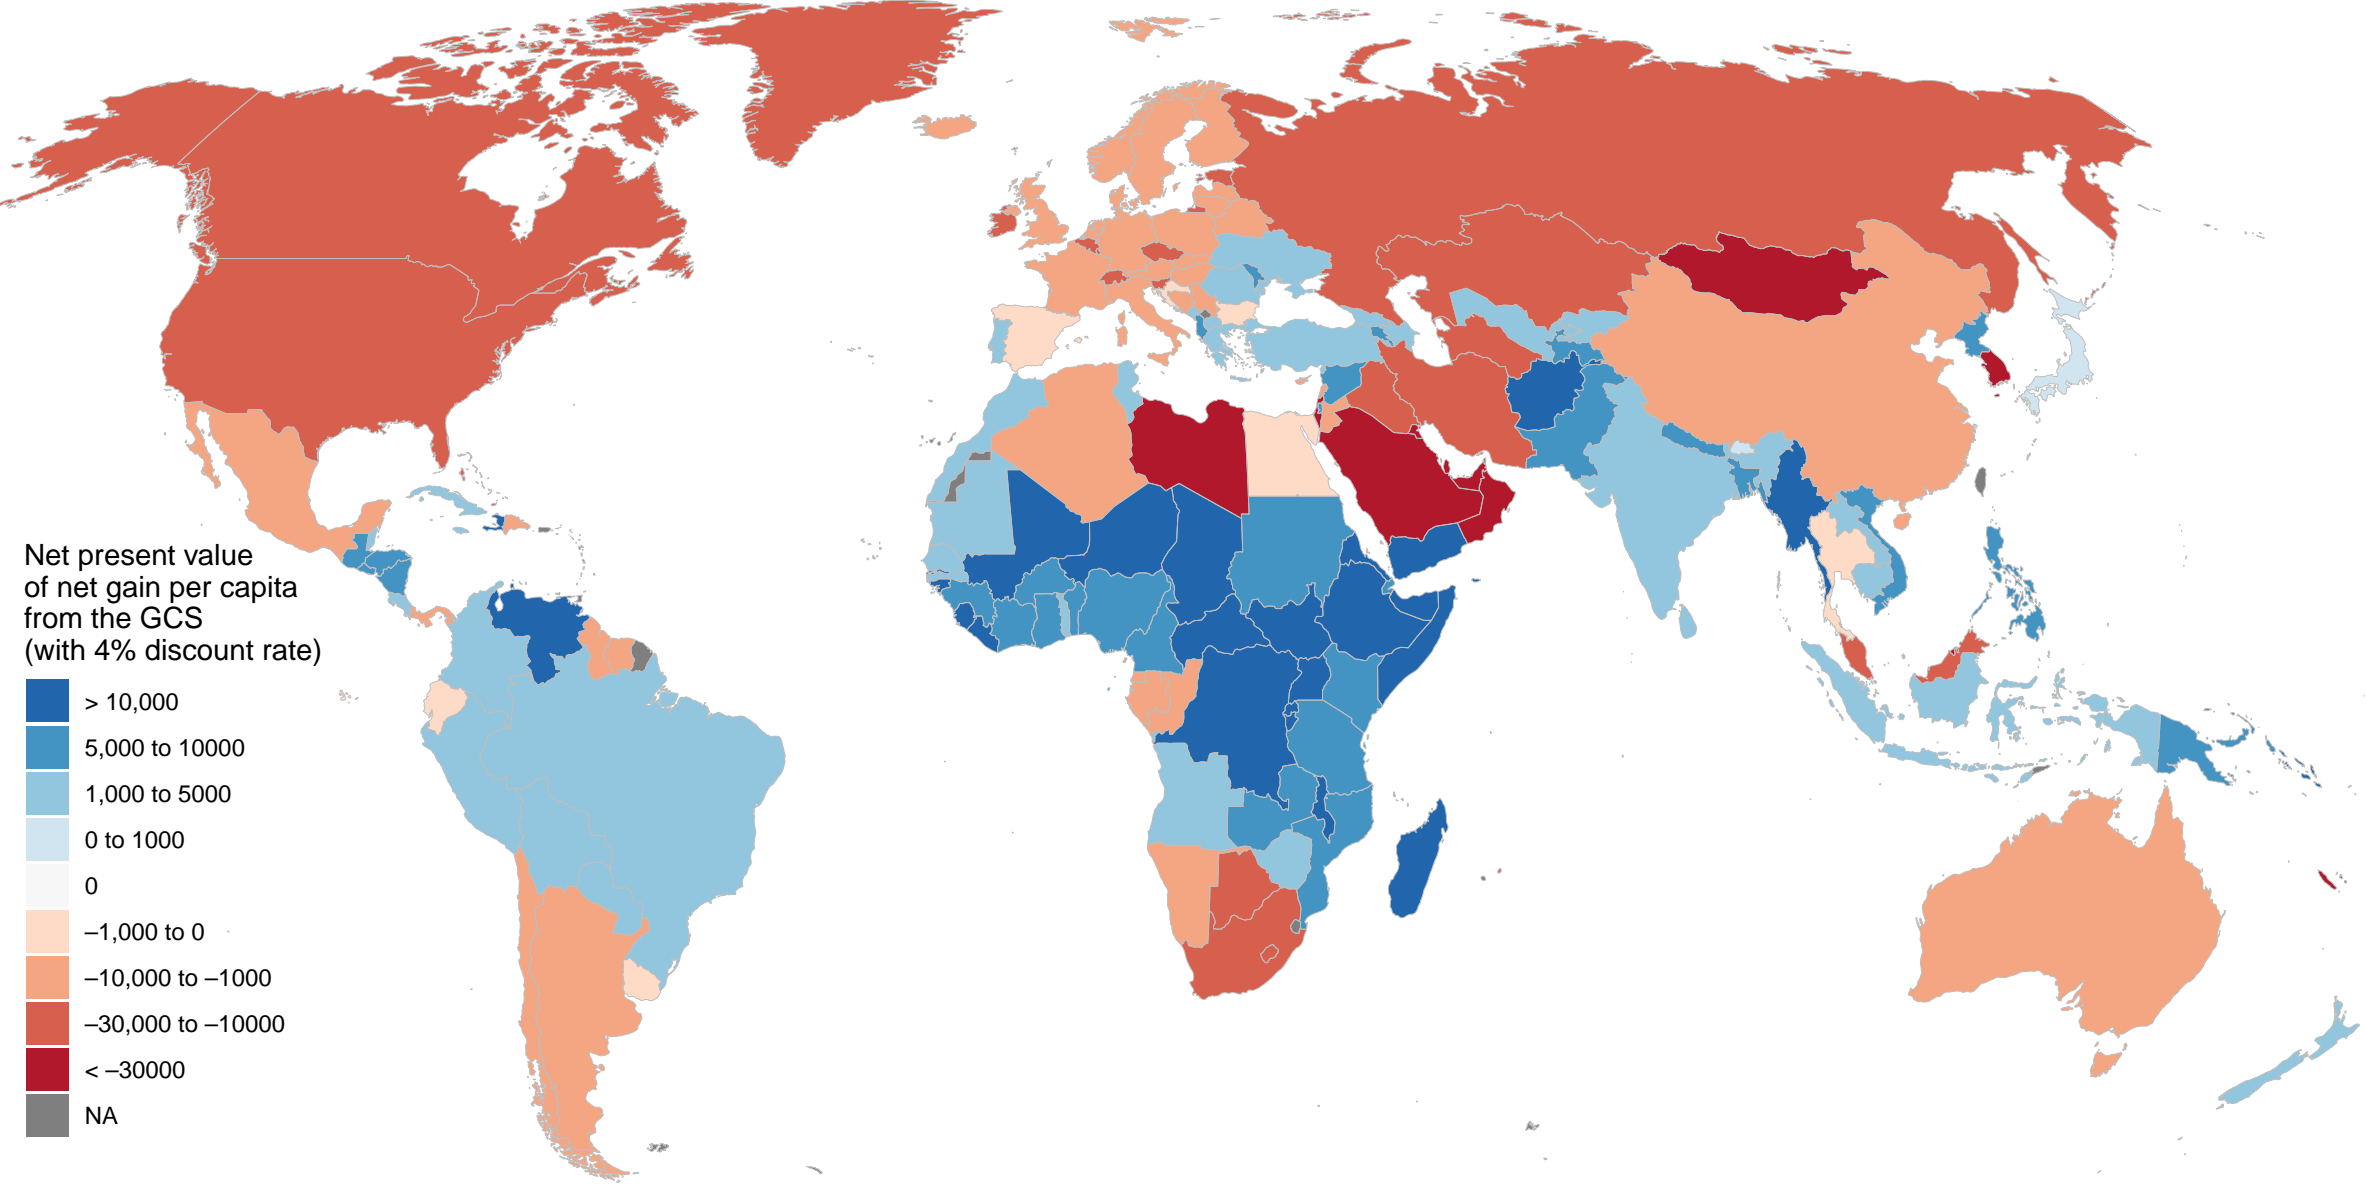 Net present value
of net gain per capita
from the GCS
(with 4% discount rate)
> 10,000
5,000 to 10000
1,000 to 5000
0 to 1000
0
–1,000 to 0
–10,000 to –1000
–30,000 to –10000
< –30000
NA